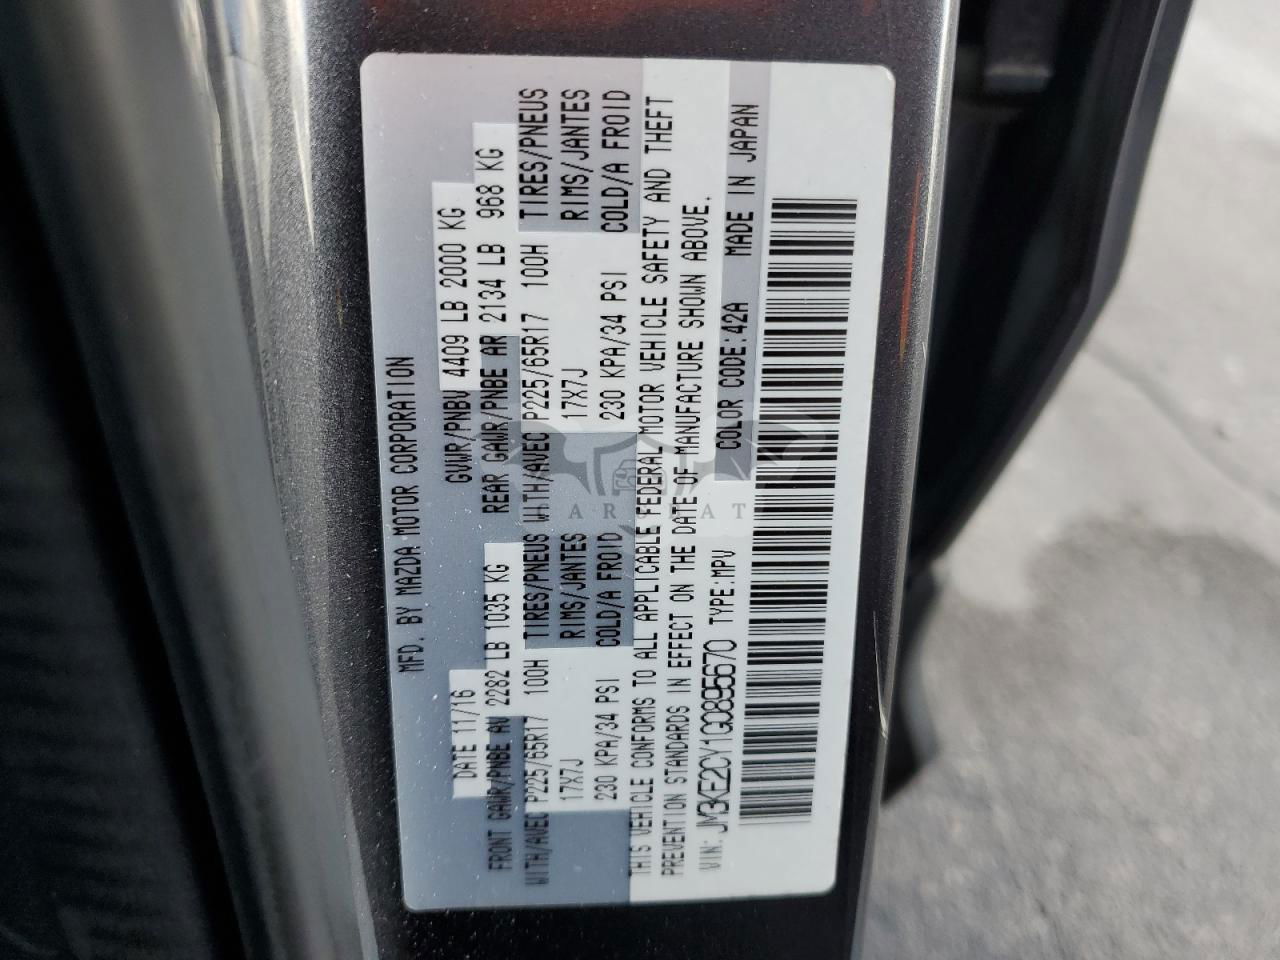 MFD. BY MAZDA MOTOR CORPORATION
DATE 11/16 GVWR/PNBV 4409 LB 2000 KG
FRONT GAWR/PNBE AV 2282 LB 1035 KG REAR GAWR/PNBE AR 2134 LB 968 KG
WITH/AVEC P225/65R17 100H TIRES/PNEUS WITH/AVEC P225/65R17 100H TIRES/PNEUS
17X7J RIMS/JANTES 17X7J RIMS/JANTES
230 KPA/34 PSI COLD/A FROID 230 KPA/34 PSI COLD/A FROID
THIS VEHICLE CONFORMS TO ALL APPLICABLE FEDERAL MOTOR VEHICLE SAFETY AND THEFT
PREVENTION STANDARDS IN EFFECT ON THE DATE OF MANUFACTURE SHOWN ABOVE.
VIN: JM3KE2CY1G0895670 TYPE:MPV COLOR CODE:42A MADE IN JAPAN